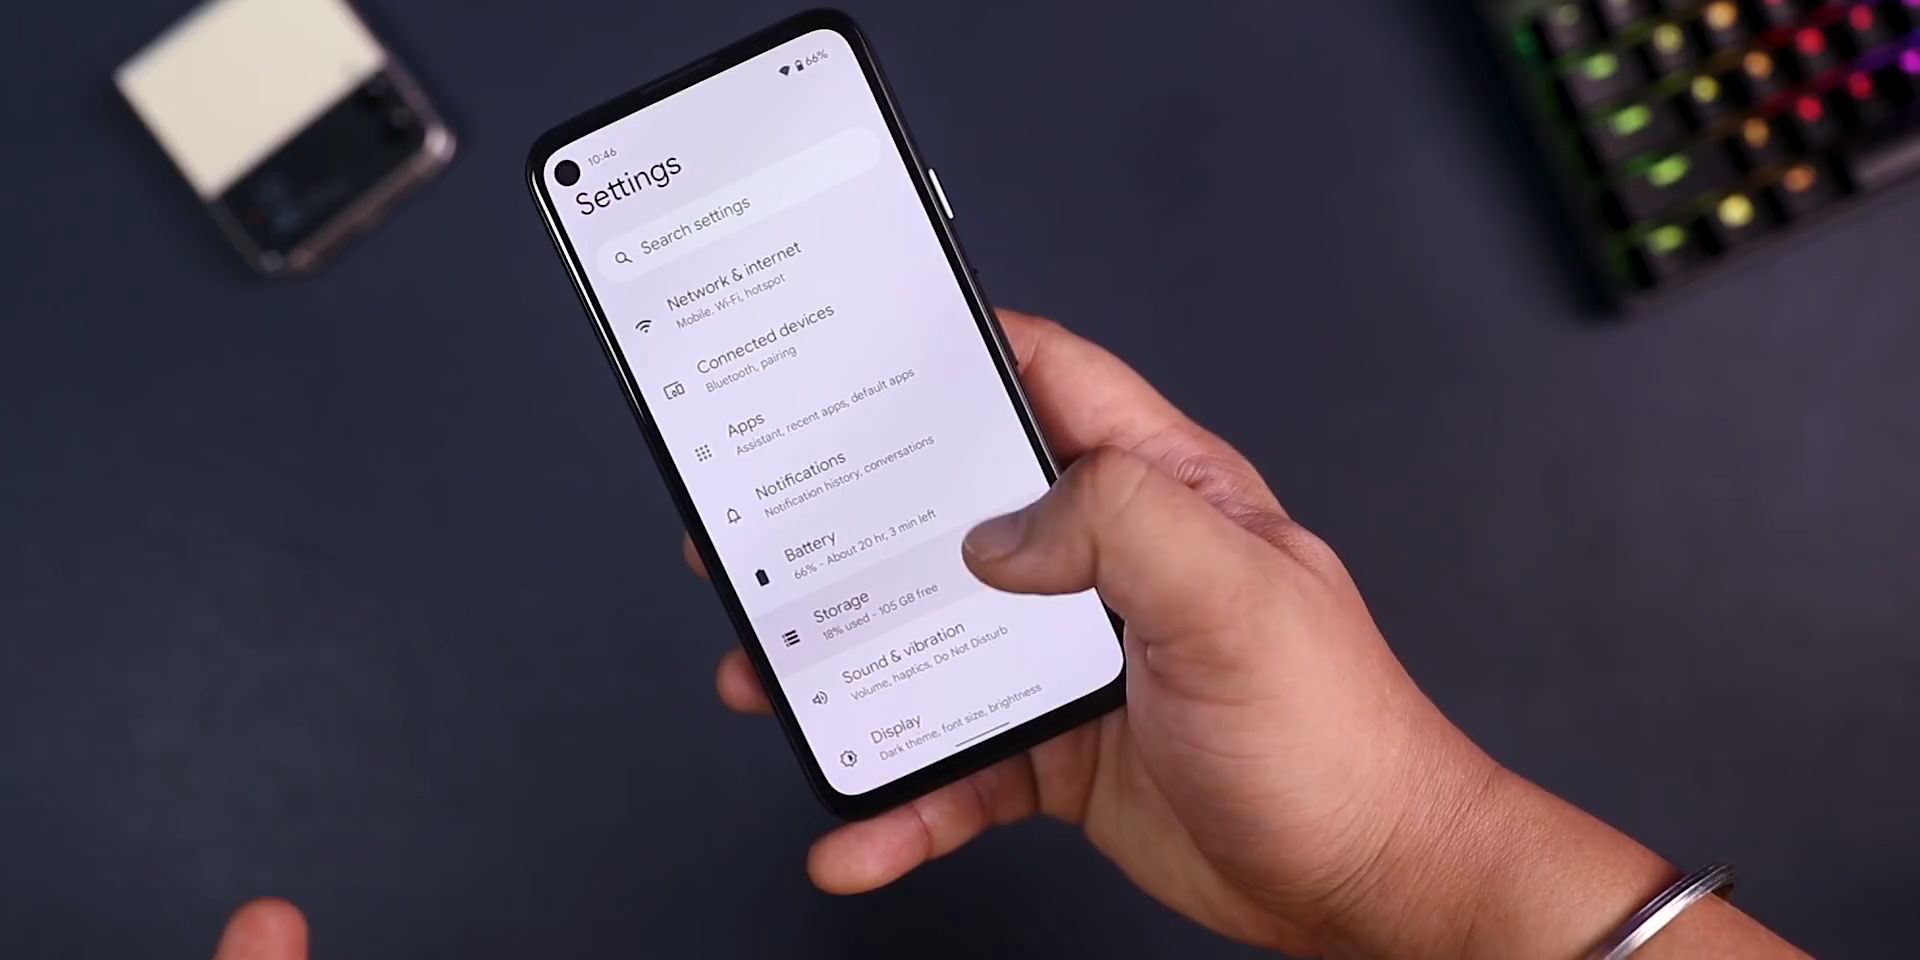 66%
10:46
Settings
Search settings
Network & internet
Mobile, Wi-Fi, hotspot
Connected devices
Bluetooth, pairing
Apps
Assistant, recent apps, default apps
Notifications
Notification history, conversations
Battery
66% - About 20 hr, 3 min left
Storage
18% used - 105 GB free
Sound & vibration
Volume, haptics, Do Not Disturb
Display
Dark theme, font size, brightness